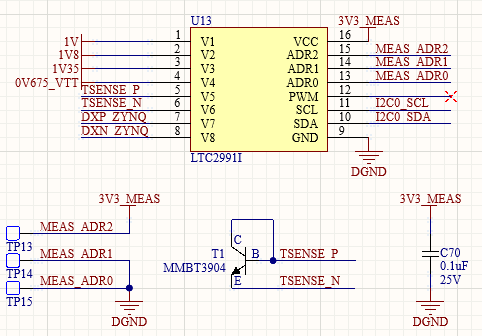 U13
3V3_MEAS
1V 1 V1 VCC 16
1V8 2 V2 ADR2 15 MEAS_ADR2
1V35 3 V3 ADR1 14 MEAS_ADR1
0V675_VTT 4 V4 ADR0 13 MEAS_ADR0
TSENSE_P 5 V5 PWM 12
TSENSE_N 6 V6 SCL 11 I2C0_SCL
DXP_ZYNQ 7 V7 SDA 10 I2C0_SDA
DXN_ZYNQ 8 V8 GND 9
LTC2991I
DGND
3V3_MEAS
MEAS_ADR2
TP13
MEAS_ADR1
TP14
MEAS_ADR0
TP15
DGND
C
T1
B
TSENSE_P
MMBT3904
E
TSENSE_N
3V3_MEAS
C70
0.1uF
25V
DGND